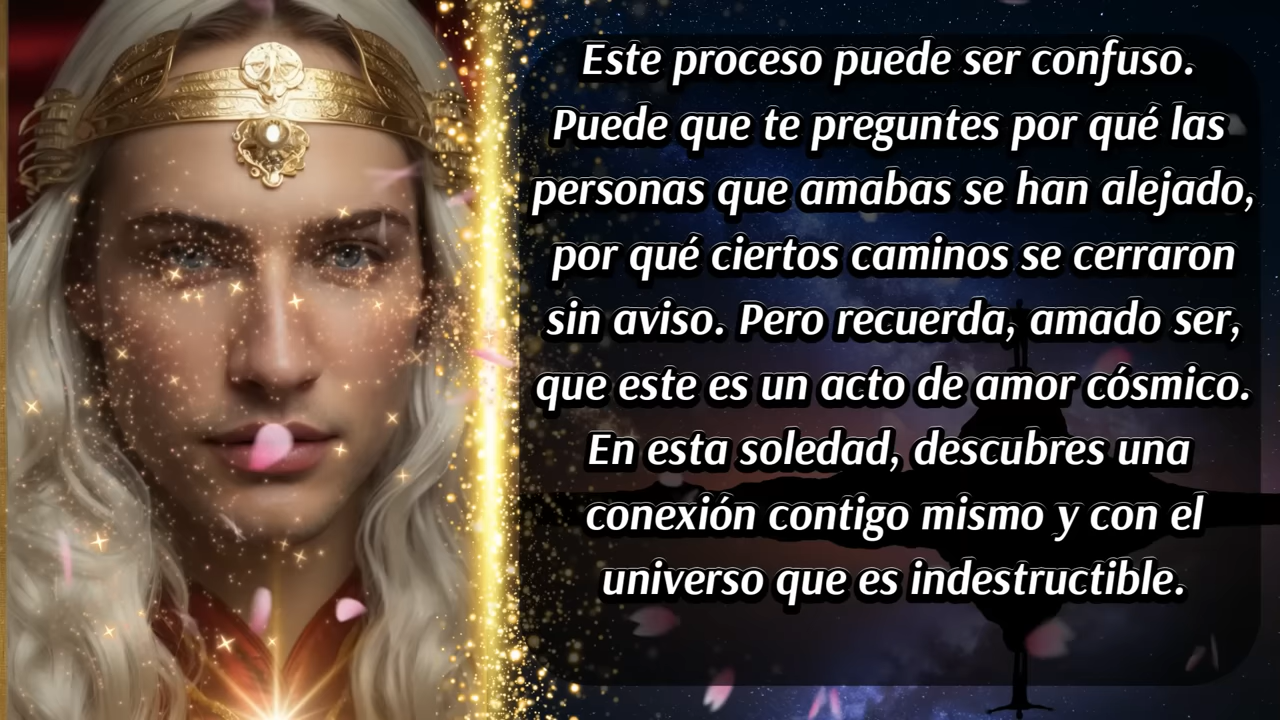 Este proceso puede ser confuso.
Puede que te preguntes por qué las
personas que amabas se han alejado,
por qué ciertos caminos se cerraron
sin aviso. Pero recuerda, amado ser,
que este es un acto de amor cósmico.
En esta soledad, descubres una
conexión contigo mismo y con el
universo que es indestructible.